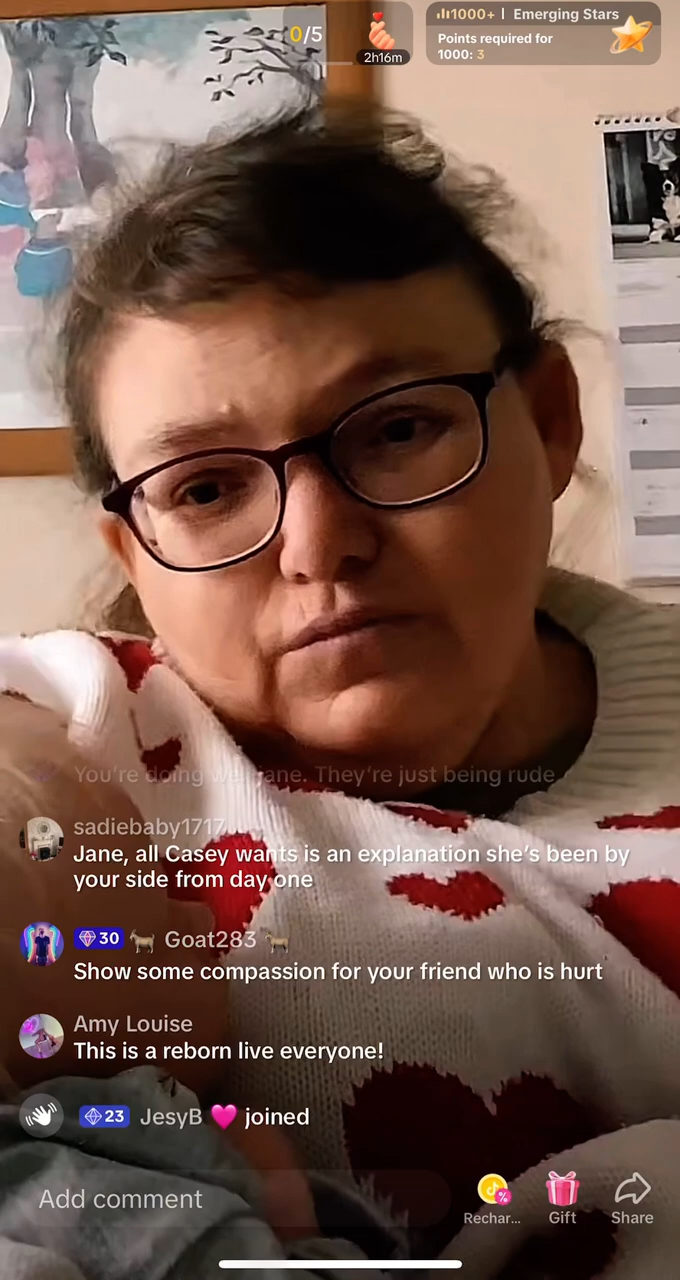 0/5
2h16m
1000+ | Emerging Stars
Points required for
1000: 3
You're doing well jane. They're just being rude
sadiebaby1717
Jane, all Casey wants is an explanation she's been by
your side from day one
30 Goat283
Show some compassion for your friend who is hurt
Amy Louise
This is a reborn live everyone!
23 JesyB joined
Add comment
Rechar...
Gift
Share